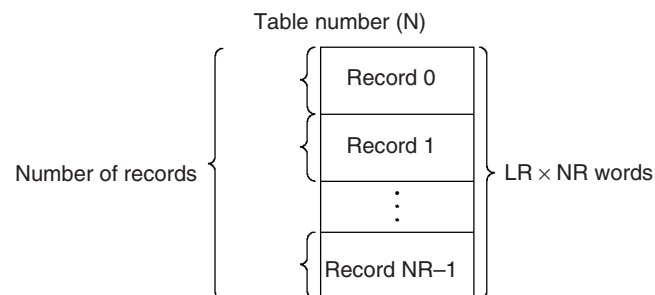 Table number (N)
Record 0
Record 1
Number of records
LR × NR words
⋮
Record NR–1